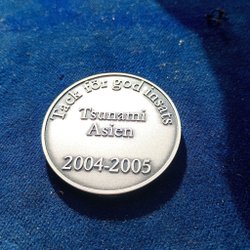 Tack för god insats
Tsunami
Asien
2004-2005